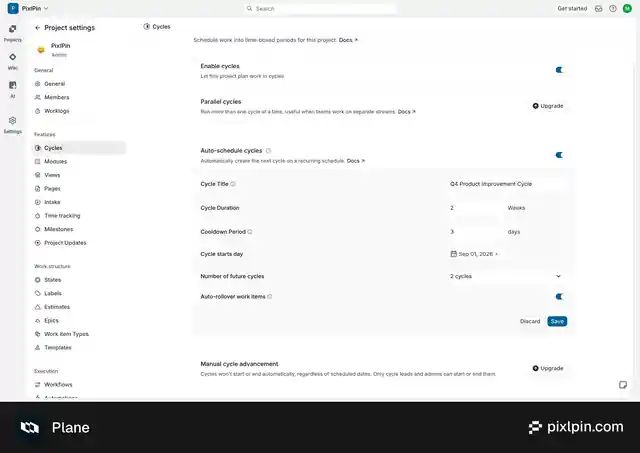 P PixlPin
Search
Get started
M
Projects
Wiki
AI
Settings
Project settings
PixlPin
Admin
General
General
Members
Worklogs
Features
Cycles
Modules
Views
Pages
Intake
Time tracking
Milestones
Project Updates
Work structure
States
Labels
Estimates
Epics
Work item Types
Templates
Execution
Workflows
Automations
Cycles
Schedule work into time-boxed periods for this project. Docs
Enable cycles
Let this project plan work in cycles
Parallel cycles
Run more than one cycle at a time, useful when teams work on separate streams. Docs
Upgrade
Auto-schedule cycles
Automatically create the next cycle on a recurring schedule. Docs
Cycle Title Q4 Product Improvement Cycle
Cycle Duration 2 Weeks
Cooldown Period 3 days
Cycle starts day Sep 01, 2026
Number of future cycles 2 cycles
Auto-rollover work items
Discard Save
Manual cycle advancement
Cycles won't start or end automatically, regardless of scheduled dates. Only cycle leads and admins can start or end them.
Upgrade
Plane
pixlpin.com